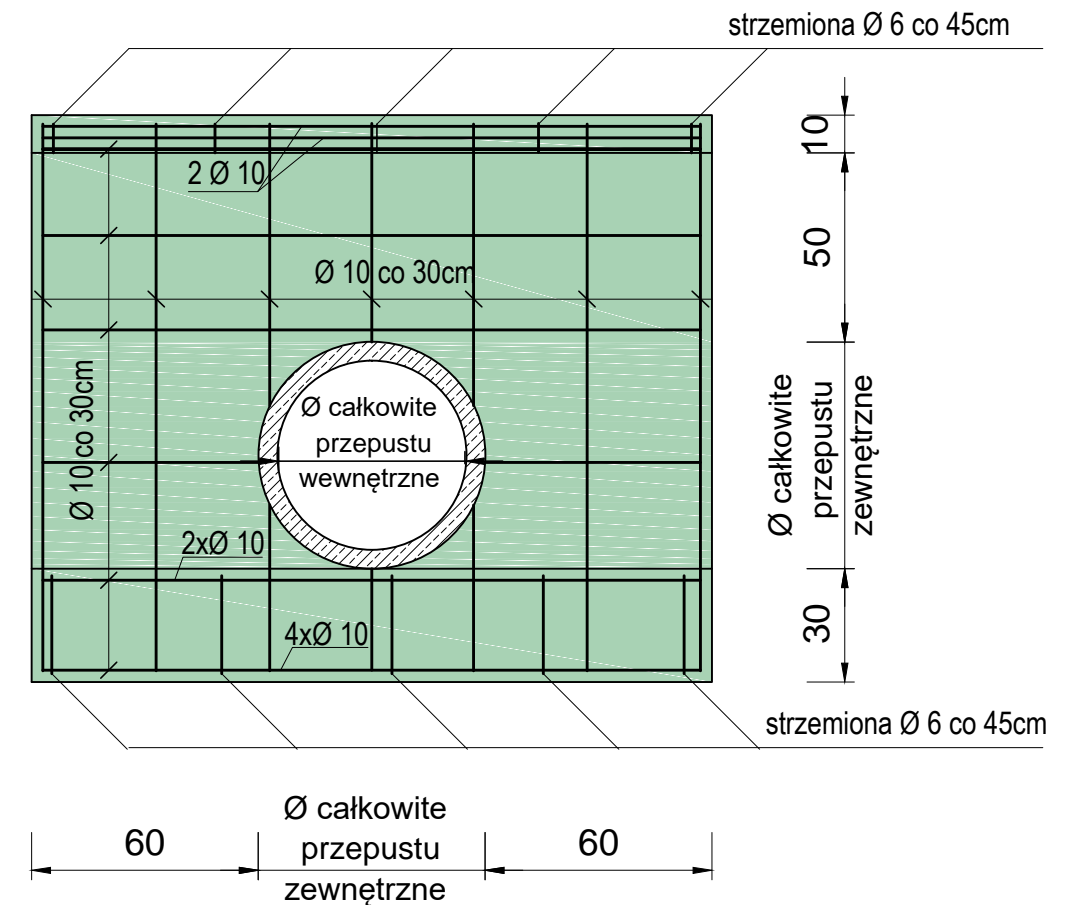 strzemiona Ø 6 co 45cm
10
2 Ø 10
50
Ø 10 co 30cm
Ø 10 co 30cm
Ø całkowite
przepustu
wewnętrzne
Ø całkowite
przepustu
zewnętrzne
2xØ 10
4xØ 10
30
strzemiona Ø 6 co 45cm
60
Ø całkowite
przepustu
zewnętrzne
60